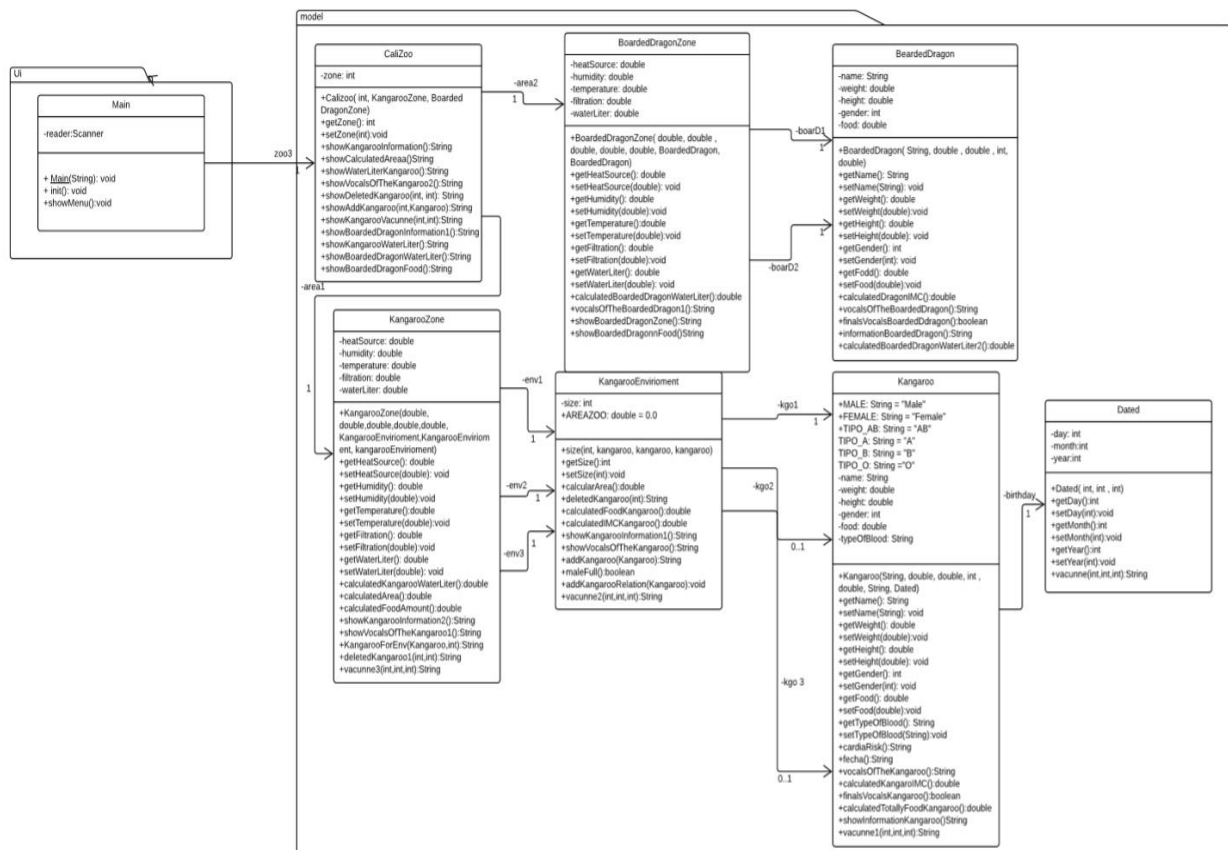 model
Ui
Main
-reader:Scanner
+ Main(String): void
+ init(): void
+showMenu():void
zoo3
1
CaliZoo
-zone: int
+Calizoo( int, KangarooZone, Boarded
DragonZone)
+getZone(): int
+setZone(int):void
+showKangarooInformation():String
+showCalculatedAreaa()String
+showWaterLiterKangaroo():String
+showVocalsOfTheKangaroo2():String
+showDeletedKangaroo(int, int): String
+showAddKangaroo(int,Kangaroo):String
+showKangarooVacunne(int,int):String
+showBoardedDragonInformation1():String
+showKangarooWaterLiter():String
+showBoardedDragonWaterLiter():String
+showBoardedDragonFood():String
-area2
1
-area1
1
BoardedDragonZone
-heatSource: double
-humidity: double
-temperature: double
-filtration: double
-waterLiter: double
+BoardedDragonZone( double, double ,
double, double, double, BoardedDragon,
BoardedDragon)
+getHeatSource(): double
+setHeatSource(double): void
+getHumidity(): double
+setHumidity(double):void
+getTemperature():double
+setTemperature(double):void
+getFiltration(): double
+setFiltration(double):void
+getWaterLiter(): double
+setWaterLiter(double): void
+calculatedBoardedDragonWaterLiter():double
+vocalsOfTheBoardedDragon1():String
+showBoardedDragonZone():String
+showBoardedDragonnFood()String
-boarD1
1
-boarD2
1
BeardedDragon
-name: String
-weight: double
-height: double
-gender: int
-food: double
+BoardedDragon( String, double , double , int,
double)
+getName(): String
+setName(String): void
+getWeight(): double
+setWeight(double):void
+getHeight(): double
+setHeight(double): void
+getGender(): int
+setGender(int): void
+getFodd(): double
+setFood(double):void
+calculatedDragonIMC():double
+vocalsOfTheBoardedDragon():String
+finalsVocalsBoardedDdragon():boolean
+informationBoardedDragon():String
+calculatedBoardedDragonWaterLiter2():double
KangarooZone
-heatSource: double
-humidity: double
-temperature: double
-filtration: double
-waterLiter: double
+KangarooZone(double,
double,double,double,double,
KangarooEnvirioment,KangarooEnviriom
ent, kangarooEnvirioment)
+getHeatSource(): double
+setHeatSource(double): void
+getHumidity(): double
+setHumidity(double):void
+getTemperature():double
+setTemperature(double):void
+getFiltration(): double
+setFiltration(double):void
+getWaterLiter(): double
+setWaterLiter(double): void
+calculatedKangarooWaterLiter():double
+calculatedArea():double
+calculatedFoodAmount():double
+showKangarooInformation2():String
+showVocalsOfTheKangaroo1():String
+KangarooForEnv(Kangaroo,int):String
+deletedKangaroo1(int,int):String
+vacunne3(int,int,int):String
-env1
1
-env2
1
-env3
1
KangarooEnvirioment
-size: int
+AREAZOO: double = 0.0
+size(int, kangaroo, kangaroo, kangaroo)
+getSize():int
+setSize(int):void
+calcularArea():double
+deletedKangaroo(int):String
+calculatedFoodKangaroo():double
+calculatedIMCKangaroo():double
+showKangarooInformation1():String
+showVocalsOfTheKangaroo():String
+addKangaroo(Kangaroo):String
+maleFull():boolean
+addKangarooRelation(Kangaroo):void
+vacunne2(int,int,int):String
-kgo1
1
-kgo2
0..1
-kgo 3
0..1
Kangaroo
+MALE: String = "Male"
+FEMALE: String = "Female"
+TIPO_AB: String = "AB"
TIPO_A: String = "A"
TIPO_B: String = "B"
TIPO_O: String ="O"
-name: String
-weight: double
-height: double
-gender: int
-food: double
-typeOfBlood: String
+Kangaroo(String, double, double, int ,
double, String, Dated)
+getName(): String
+setName(String): void
+getWeight(): double
+setWeight(double):void
+getHeight(): double
+setHeight(double): void
+getGender(): int
+setGender(int): void
+getFood(): double
+setFood(double):void
+getTypeOfBlood(): String
+setTypeOfBlood(String):void
+cardiaRisk():String
+fecha():String
+vocalsOfTheKangaroo():String
+calculatedKangaroIMC():double
+finalsVocalsKangaroo():boolean
+calculatedTotallyFoodKangaroo():double
+showInformationKangaroo()String
+vacunne1(int,int,int):String
-birthday
1
Dated
-day: int
-month:int
-year:int
+Dated( int, int , int)
+getDay():int
+setDay(int):void
+getMonth():int
+setMonth(int):void
+getYear():int
+setYear(int):void
+vacunne(int,int,int):String